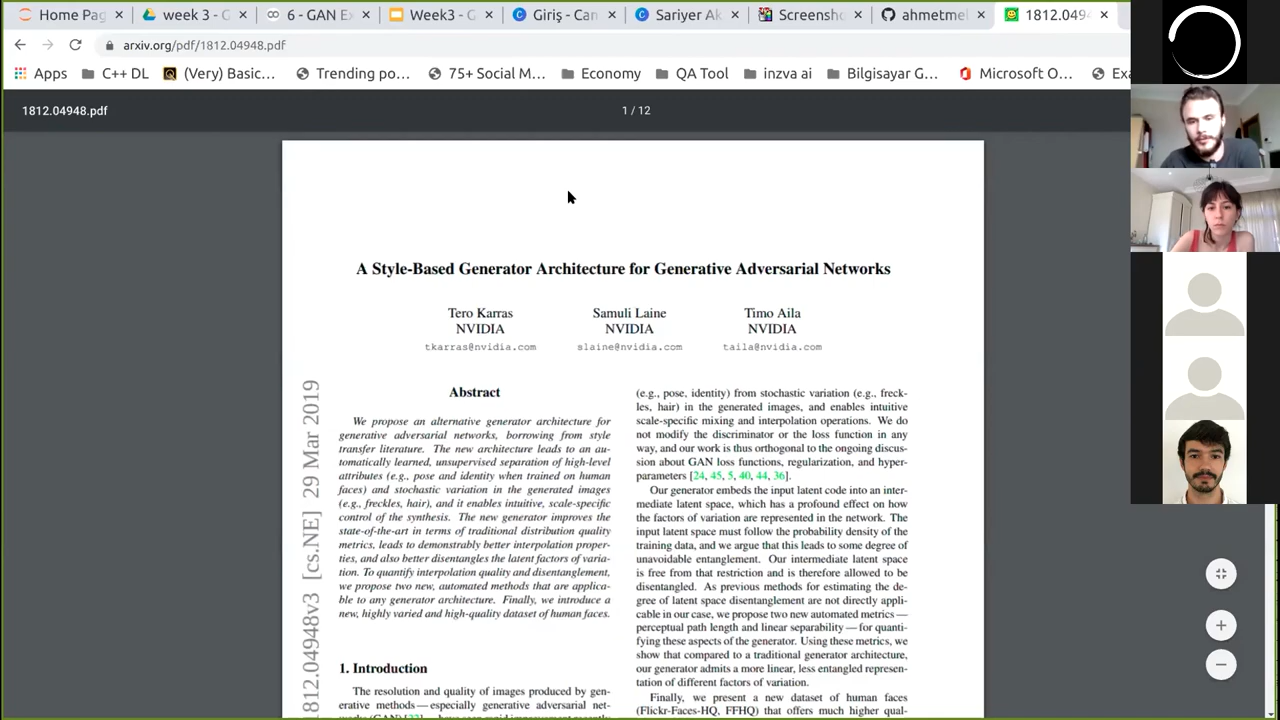 Home Pag
week 3 - G
6 - GAN Ex
Week3 - G
Giriş - Can
Sariyer Ak
Screensho
ahmetmel
1812.049
arxiv.org/pdf/1812.04948.pdf
Apps
C++ DL
(Very) Basic...
Trending po...
75+ Social M...
Economy
QA Tool
inzva ai
Bilgisayar G...
Microsoft O...
Exa
1812.04948.pdf
1 / 12
A Style-Based Generator Architecture for Generative Adversarial Networks
Tero Karras
NVIDIA
tkarras@nvidia.com
Samuli Laine
NVIDIA
slaine@nvidia.com
Timo Aila
NVIDIA
taila@nvidia.com
1812.04948v3 [cs.NE] 29 Mar 2019
Abstract
We propose an alternative generator architecture for
generative adversarial networks, borrowing from style
transfer literature. The new architecture leads to an au-
tomatically learned, unsupervised separation of high-level
attributes (e.g., pose and identity when trained on human
faces) and stochastic variation in the generated images
(e.g., freckles, hair), and it enables intuitive, scale-specific
control of the synthesis. The new generator improves the
state-of-the-art in terms of traditional distribution quality
metrics, leads to demonstrably better interpolation proper-
ties, and also better disentangles the latent factors of varia-
tion. To quantify interpolation quality and disentanglement,
we propose two new, automated methods that are applica-
ble to any generator architecture. Finally, we introduce a
new, highly varied and high-quality dataset of human faces.
1. Introduction
The resolution and quality of images produced by gen-
erative methods — especially generative adversarial net-
(e.g., pose, identity) from stochastic variation (e.g., freck-
les, hair) in the generated images, and enables intuitive
scale-specific mixing and interpolation operations. We do
not modify the discriminator or the loss function in any
way, and our work is thus orthogonal to the ongoing discus-
sion about GAN loss functions, regularization, and hyper-
parameters [24, 45, 5, 40, 44, 36].
Our generator embeds the input latent code into an inter-
mediate latent space, which has a profound effect on how
the factors of variation are represented in the network. The
input latent space must follow the probability density of the
training data, and we argue that this leads to some degree of
unavoidable entanglement. Our intermediate latent space
is free from that restriction and is therefore allowed to be
disentangled. As previous methods for estimating the de-
gree of latent space disentanglement are not directly appli-
cable in our case, we propose two new automated metrics —
perceptual path length and linear separability — for quanti-
fying these aspects of the generator. Using these metrics, we
show that compared to a traditional generator architecture,
our generator admits a more linear, less entangled represen-
tation of different factors of variation.
Finally, we present a new dataset of human faces
(Flickr-Faces-HQ, FFHQ) that offers much higher qual-